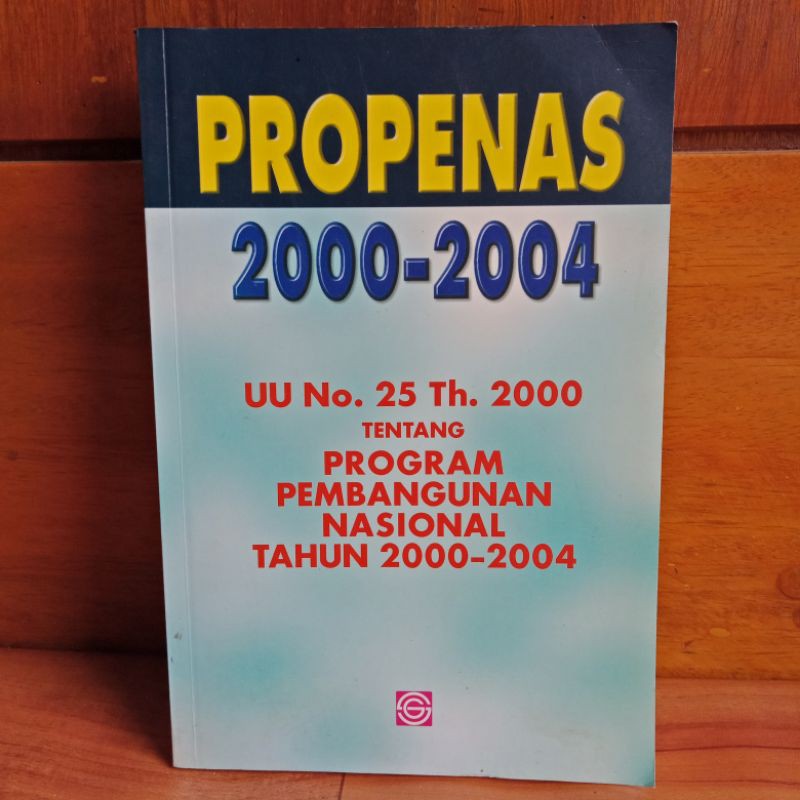 PROPENAS
2000-2004
UU No. 25 Th. 2000
TENTANG
PROGRAM
PEMBANGUNAN
NASIONAL
TAHUN 2000-2004